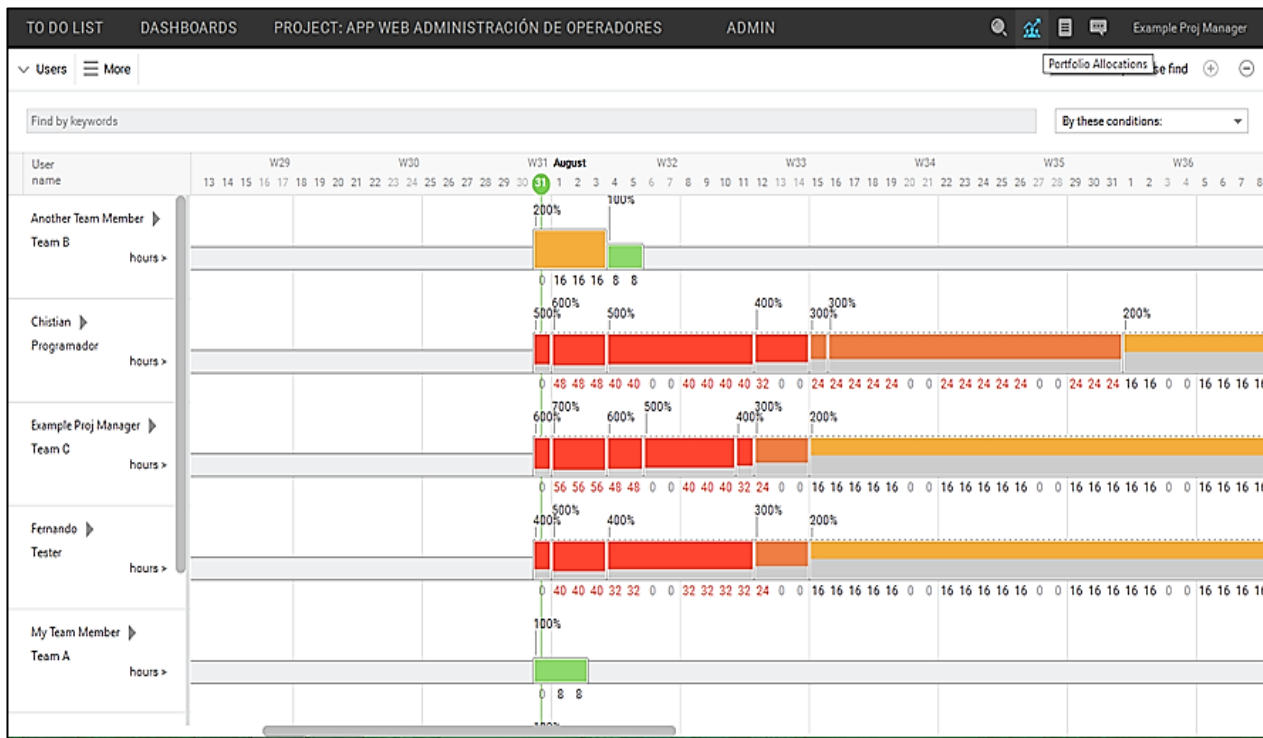 TO DO LIST DASHBOARDS PROJECT: APP WEB ADMINISTRACIÓN DE OPERADORES ADMIN Example Proj Manager
Users More Portfolio Allocations se find
Find by keywords By these conditions:
User W29 W30 W31 August W32 W33 W34 W35 W36
name 13 14 15 16 17 18 19 20 21 22 23 24 25 26 27 28 29 30 31 1 2 3 4 5 6 7 8 9 10 11 12 13 14 15 16 17 18 19 20 21 22 23 24 25 26 27 28 29 30 31 1 2 3 4 5 6 7 8
200% 100%
Another Team Member
Team B
hours >
0 16 16 16 8 8
500% 600% 500% 400% 300% 300% 200%
Chistian
Programador
hours >
0 48 48 48 40 40 0 0 40 40 40 40 32 0 0 24 24 24 24 24 0 0 24 24 24 24 24 0 0 24 24 24 16 16 0 0 16 16 16 16
600% 700% 600% 500% 400% 300% 200%
Example Proj Manager
Team C
hours >
0 56 56 56 48 48 0 0 40 40 40 32 24 0 0 16 16 16 16 16 0 0 16 16 16 16 16 0 0 16 16 16 16 16 0 0 16 16 16
400% 500% 400% 300% 200%
Fernando
Tester
hours >
0 40 40 40 32 32 0 0 32 32 32 32 24 0 0 16 16 16 16 16 0 0 16 16 16 16 16 0 0 16 16 16 16 16 0 0 16 16 16
100%
My Team Member
Team A
hours >
0 8 8